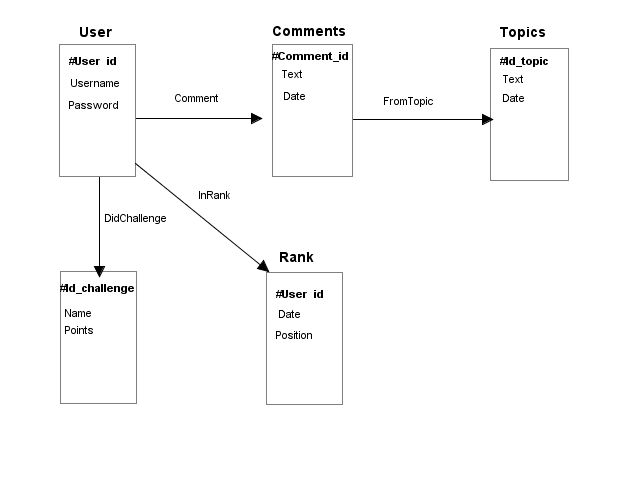 User
#User_id
Username
Password
Comment
Comments
#Comment_id
Text
Date
FromTopic
Topics
#Id_topic
Text
Date
DidChallenge
InRank
#Id_challenge
Name
Points
Rank
#User_id
Date
Position